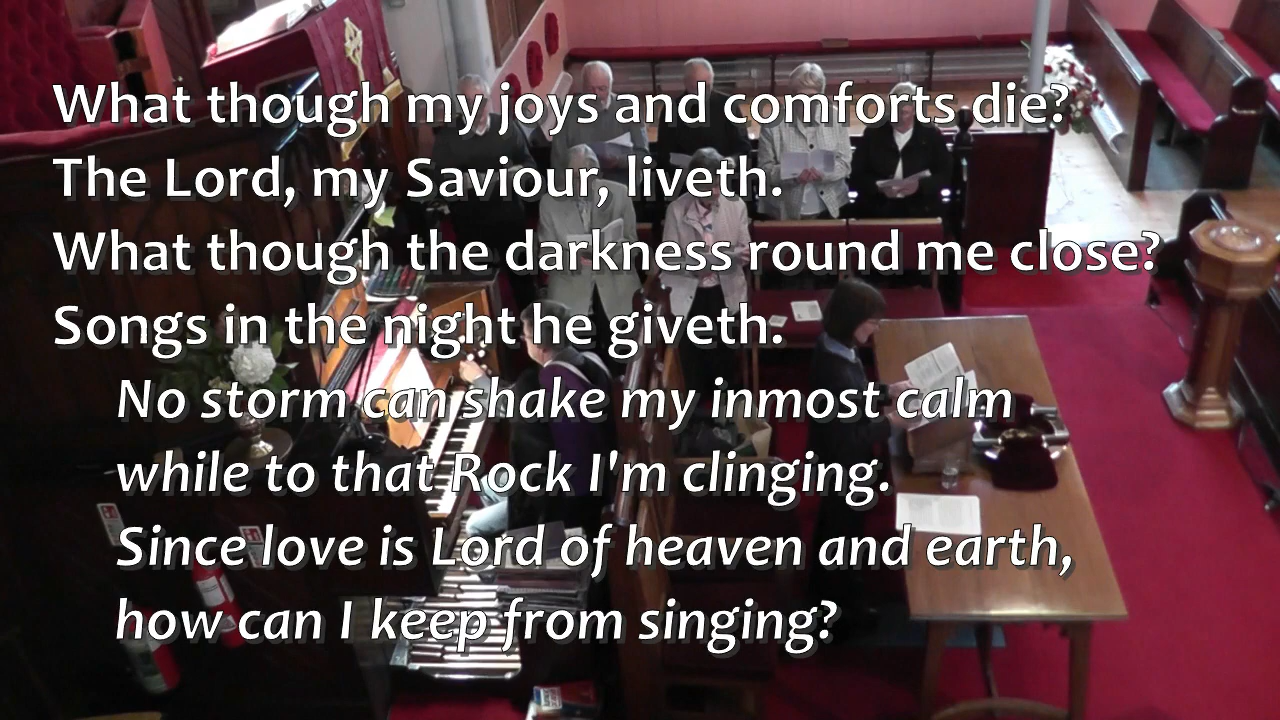 What though my joys and comforts die?
The Lord, my Saviour, liveth.
What though the darkness round me close?
Songs in the night he giveth.
No storm can shake my inmost calm
while to that Rock I'm clinging.
Since love is Lord of heaven and earth,
how can I keep from singing?